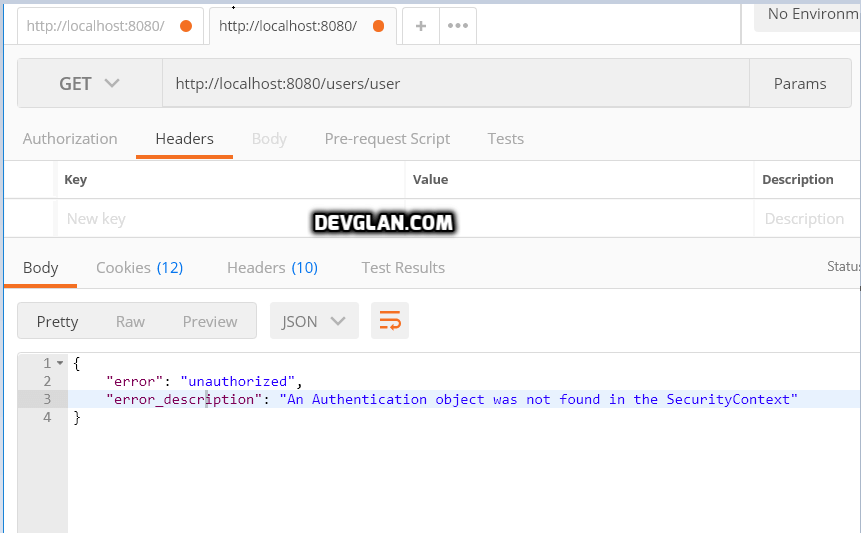 http://localhost:8080/ http://localhost:8080/ + ••• No Environm
GET http://localhost:8080/users/user Params
Authorization Headers Body Pre-request Script Tests
Key Value Description
New key Description
DEVGLAN.COM
Body Cookies (12) Headers (10) Test Results Statu
Pretty Raw Preview JSON
1 {
2 "error": "unauthorized",
3 "error_description": "An Authentication object was not found in the SecurityContext"
4 }